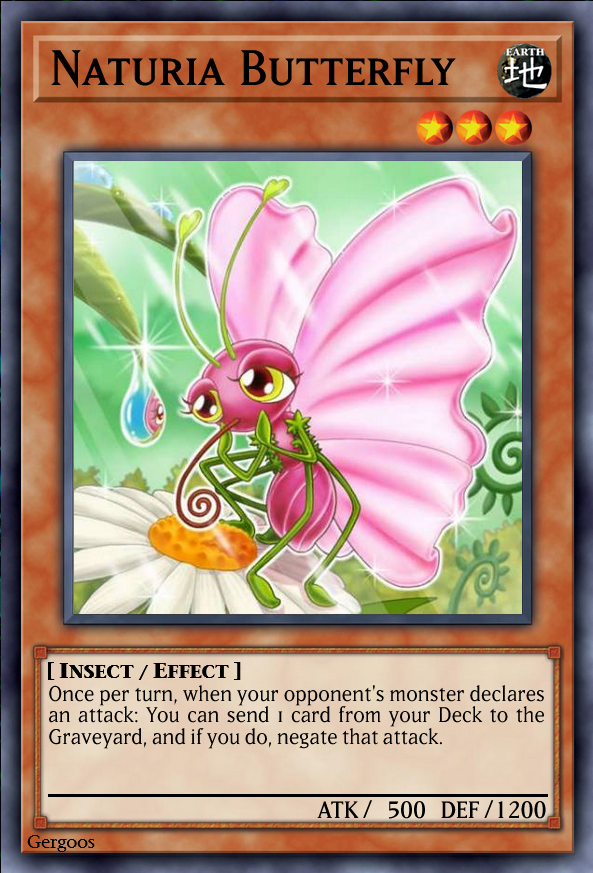 Naturia Butterfly
EARTH
地
[ Insect / Effect ]
Once per turn, when your opponent's monster declares
an attack: You can send 1 card from your Deck to the
Graveyard, and if you do, negate that attack.
ATK / 500 DEF /1200
Gergoos